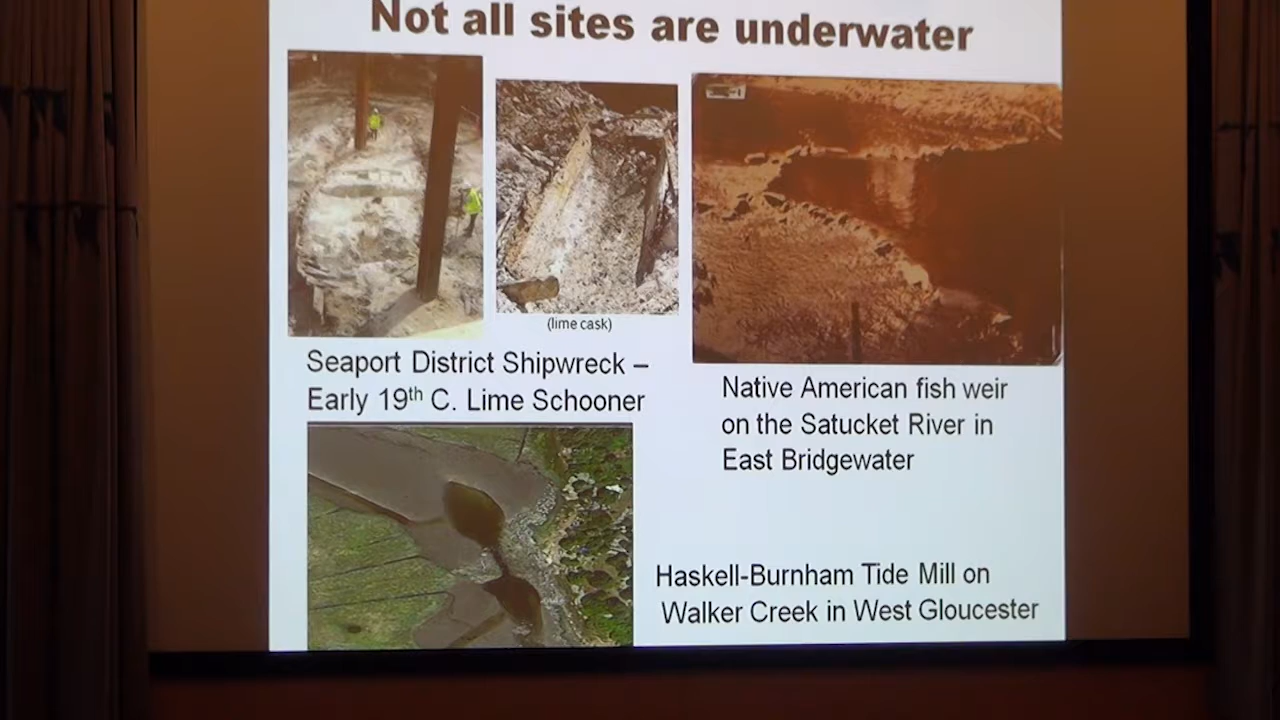 Not all sites are underwater
(lime cask)
Seaport District Shipwreck –
Early 19th C. Lime Schooner
Native American fish weir
on the Satucket River in
East Bridgewater
Haskell-Burnham Tide Mill on
Walker Creek in West Gloucester